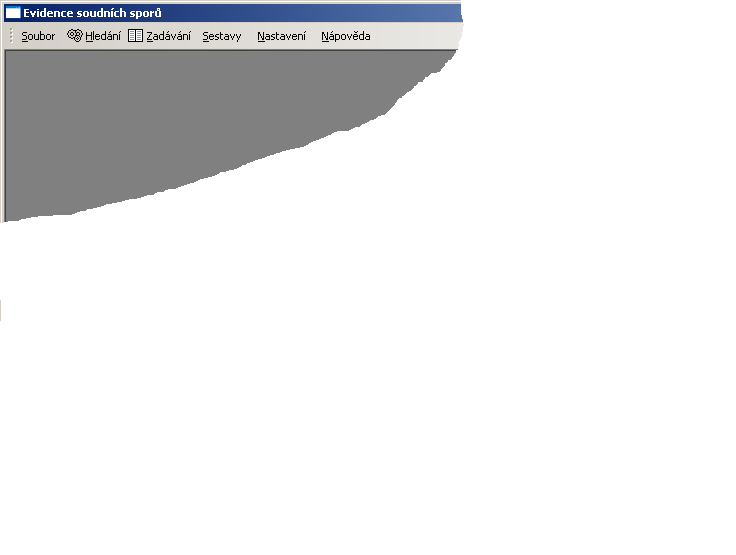 Evidence soudních sporů
Soubor Hledání Zadávání Sestavy Nastavení Nápověda